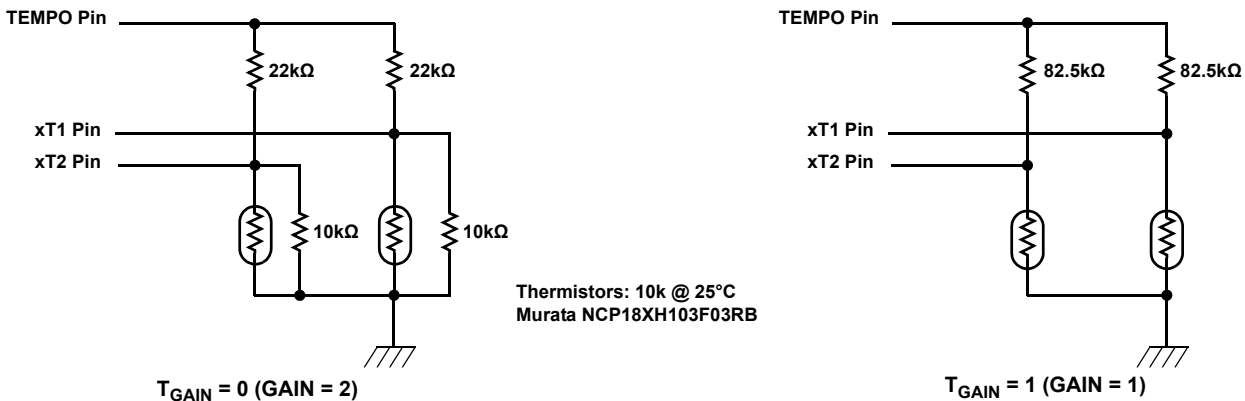 TEMPO Pin
22kΩ
22kΩ
xT1 Pin
xT2 Pin
10kΩ
10kΩ
Thermistors: 10k @ 25°C
Murata NCP18XH103F03RB
TGAIN = 0 (GAIN = 2)
TEMPO Pin
82.5kΩ
82.5kΩ
xT1 Pin
xT2 Pin
TGAIN = 1 (GAIN = 1)